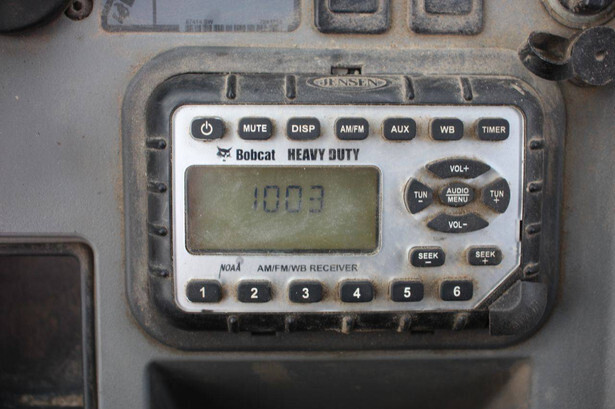 JENSEN
MUTE DISP AM/FM AUX WB TIMER
Bobcat HEAVY DUTY
1003
VOL+
TUN - AUDIO/MENU TUN +
VOL-
SEEK - SEEK +
NOAA AM/FM/WB RECEIVER
1 2 3 4 5 6